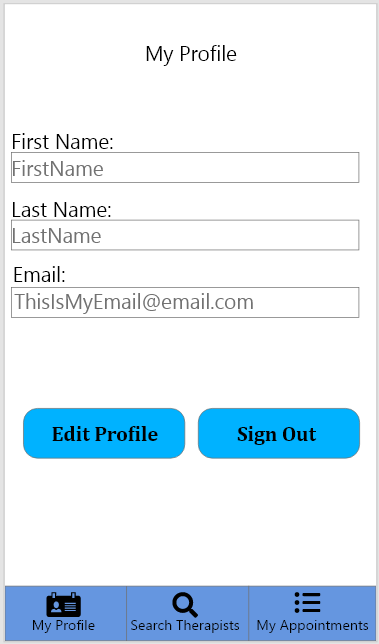 My Profile
First Name:
FirstName
Last Name:
LastName
Email:
ThisIsMyEmail@email.com
Edit Profile Sign Out
My Profile Search Therapists My Appointments